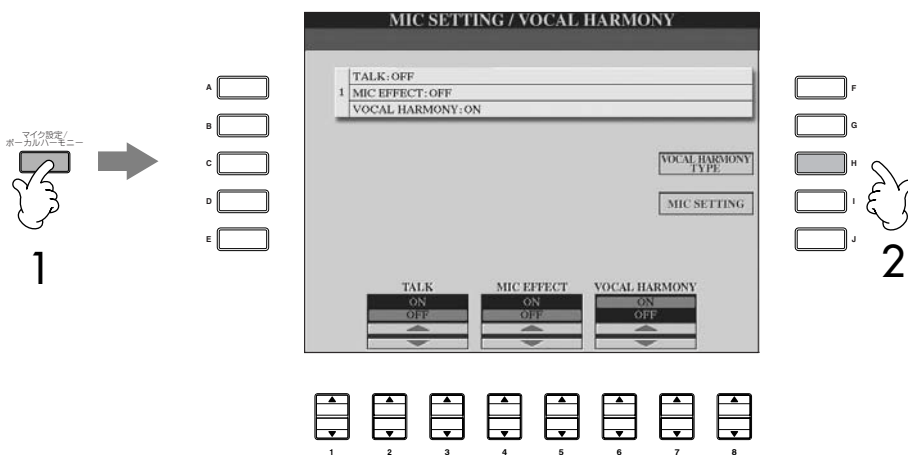 MIC SETTING / VOCAL HARMONY
TALK:OFF
1 MIC EFFECT:OFF
VOCAL HARMONY:ON
マイク設定/
ボーカルハーモニー
A
B
C
D
E
F
G
H
I
J
VOCAL HARMONY
TYPE
MIC SETTING
1
2
TALK
ON
OFF
MIC EFFECT
ON
OFF
VOCAL HARMONY
ON
OFF
1 2 3 4 5 6 7 8